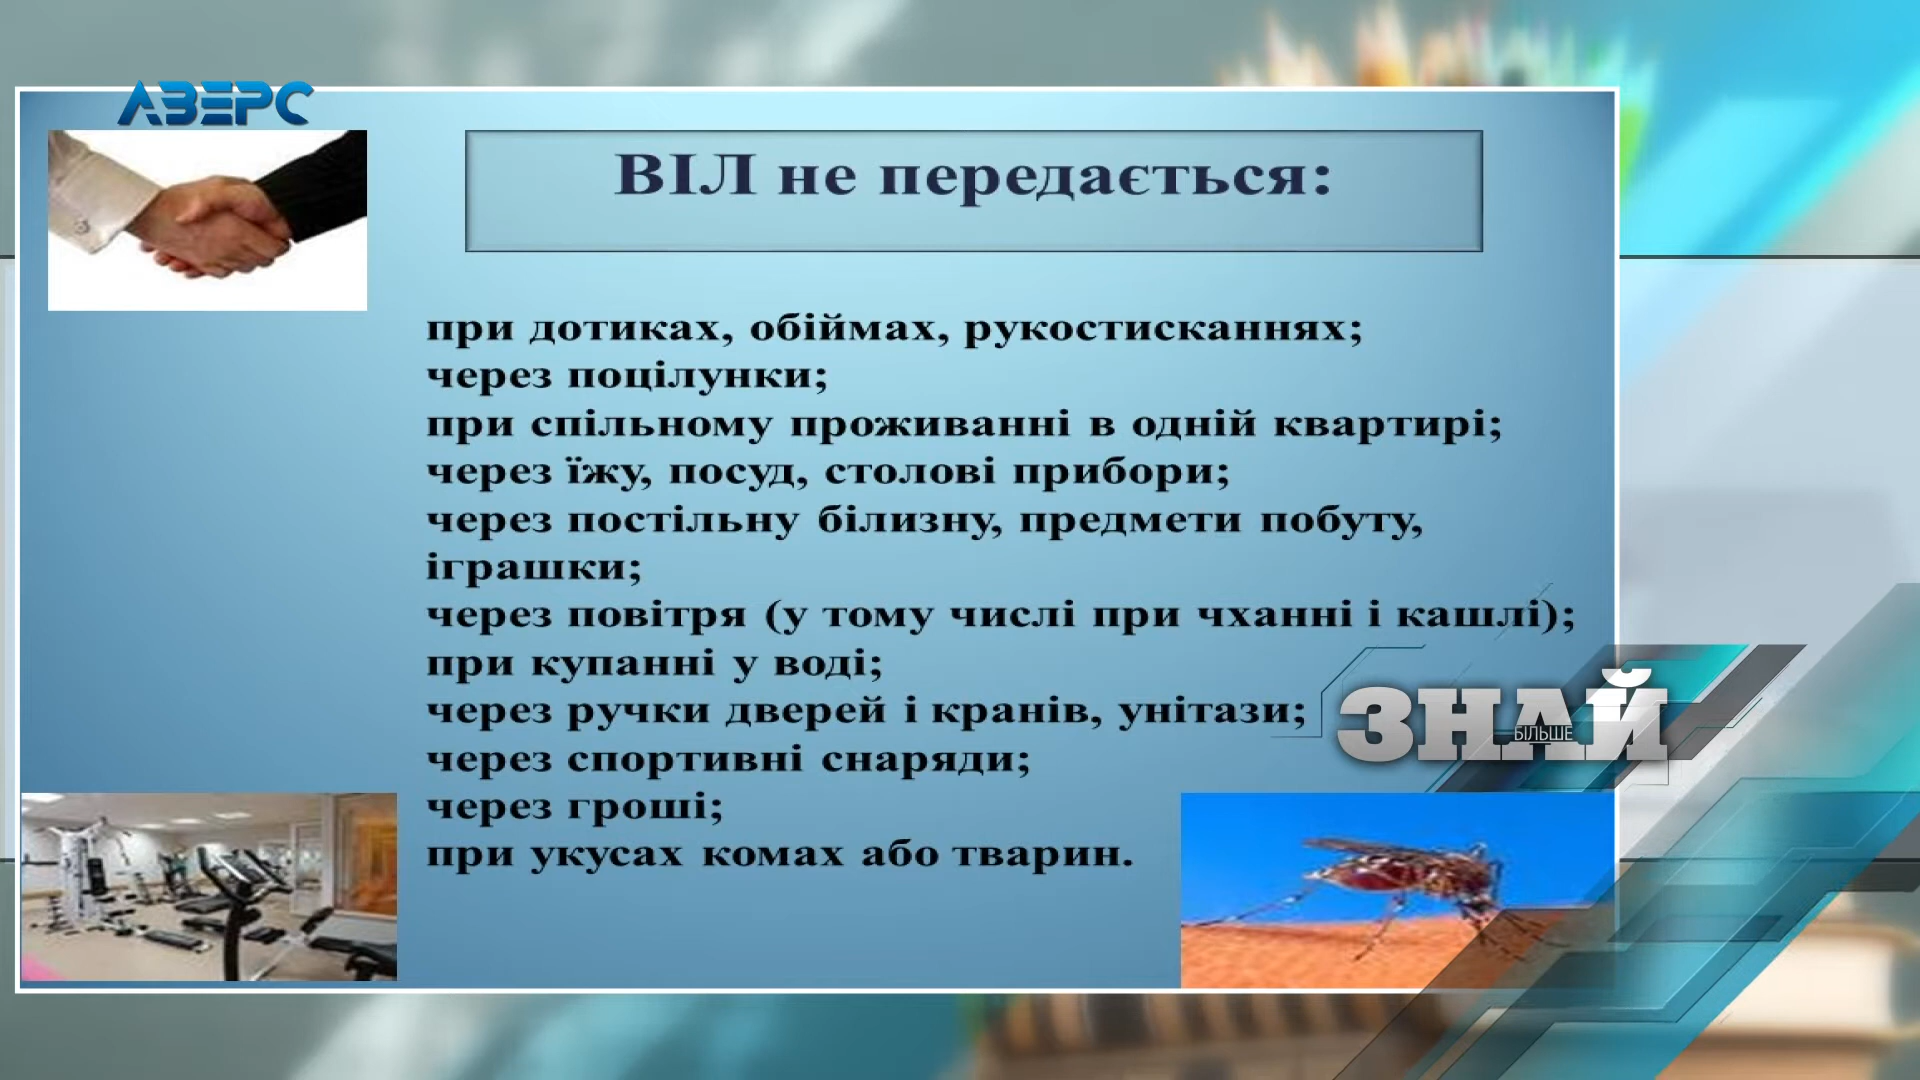 АВЕРС
ВІЛ не передається:
при дотиках, обіймах, рукостисканнях;
через поцілунки;
при спільному проживанні в одній квартирі;
через їжу, посуд, столові прибори;
через постільну білизну, предмети побуту,
іграшки;
через повітря (у тому числі при чханні і кашлі);
при купанні у воді;
через ручки дверей і кранів, унітази;
через спортивні снаряди;
через гроші;
при укусах комах або тварин.
ЗНАЙ
БІЛЬШЕ